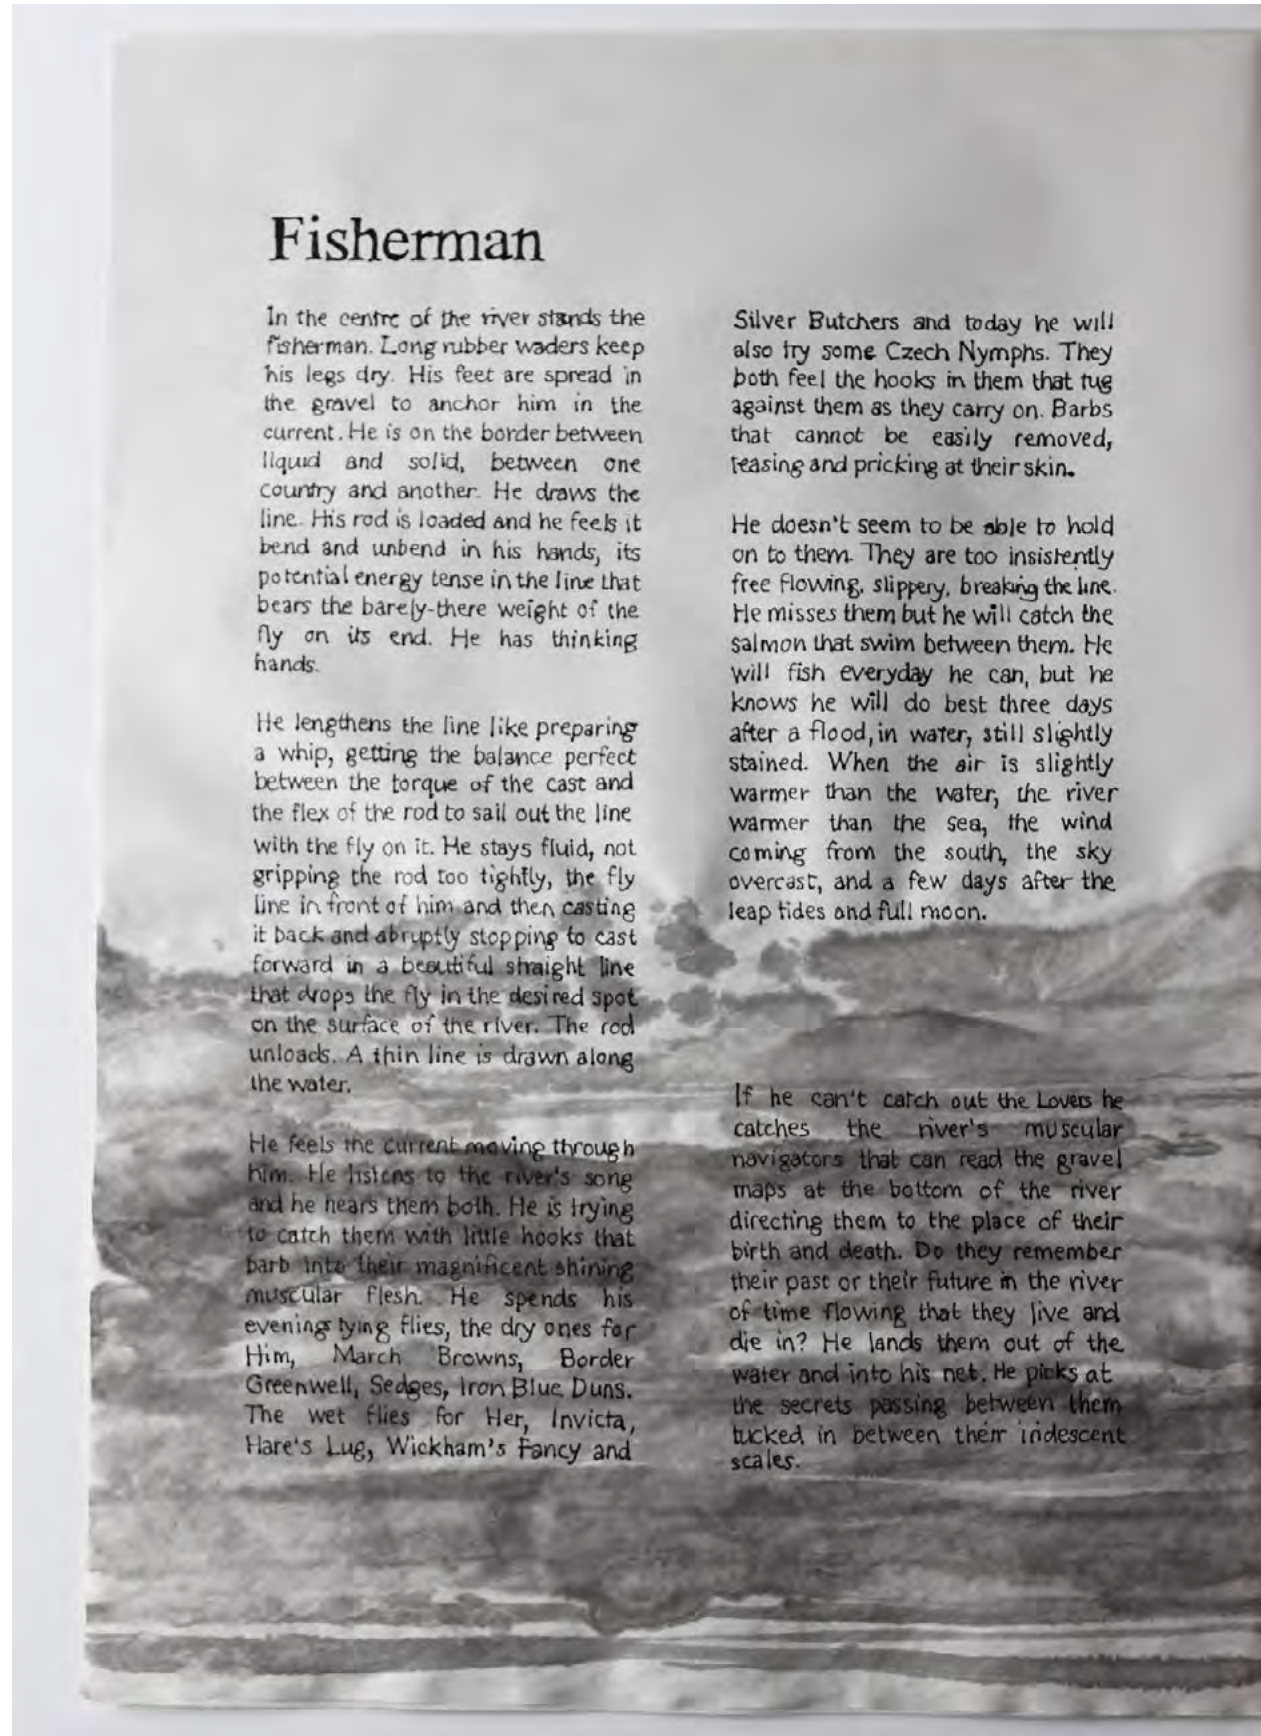 Fisherman
In the centre of the river stands the
fisherman. Long rubber waders keep
his legs dry. His feet are spread in
the gravel to anchor him in the
current. He is on the border between
liquid and solid, between one
country and another. He draws the
line. His rod is loaded and he feels it
bend and unbend in his hands, its
potential energy tense in the line that
bears the barely-there weight of the
fly on its end. He has thinking
hands.
He lengthens the line like preparing
a whip, getting the balance perfect
between the torque of the cast and
the flex of the rod to sail out the line
with the fly on it. He stays fluid, not
gripping the rod too tightly, the fly
line in front of him and then casting
it back and abruptly stopping to cast
forward in a beautiful straight line
that drops the fly in the desired spot
on the surface of the river. The rod
unloads. A thin line is drawn along
the water.
He feels the current moving through
him. He listens to the river's song
and he hears them both. He is trying
to catch them with little hooks that
barb into their magnificent shining
muscular flesh. He spends his
evenings tying flies, the dry ones for
Him, March Browns, Border
Greenwell, Sedges, Iron Blue Duns.
The wet flies for Her, Invicta,
Hare's Lug, Wickham's Fancy and
Silver Butchers and today he will
also try some Czech Nymphs. They
both feel the hooks in them that tug
against them as they carry on. Barbs
that cannot be easily removed,
teasing and pricking at their skin.
He doesn't seem to be able to hold
on to them. They are too insistently
free flowing, slippery, breaking the line.
He misses them but he will catch the
salmon that swim between them. He
will fish everyday he can, but he
knows he will do best three days
after a flood, in water, still slightly
stained. When the air is slightly
warmer than the water, the river
warmer than the sea, the wind
coming from the south, the sky
overcast, and a few days after the
leap tides and full moon.
If he can't catch out the Lovers he
catches the river's muscular
navigators that can read the gravel
maps at the bottom of the river
directing them to the place of their
birth and death. Do they remember
their past or their future in the river
of time flowing that they live and
die in? He lands them out of the
water and into his net. He picks at
the secrets passing between them
tucked in between their iridescent
scales.